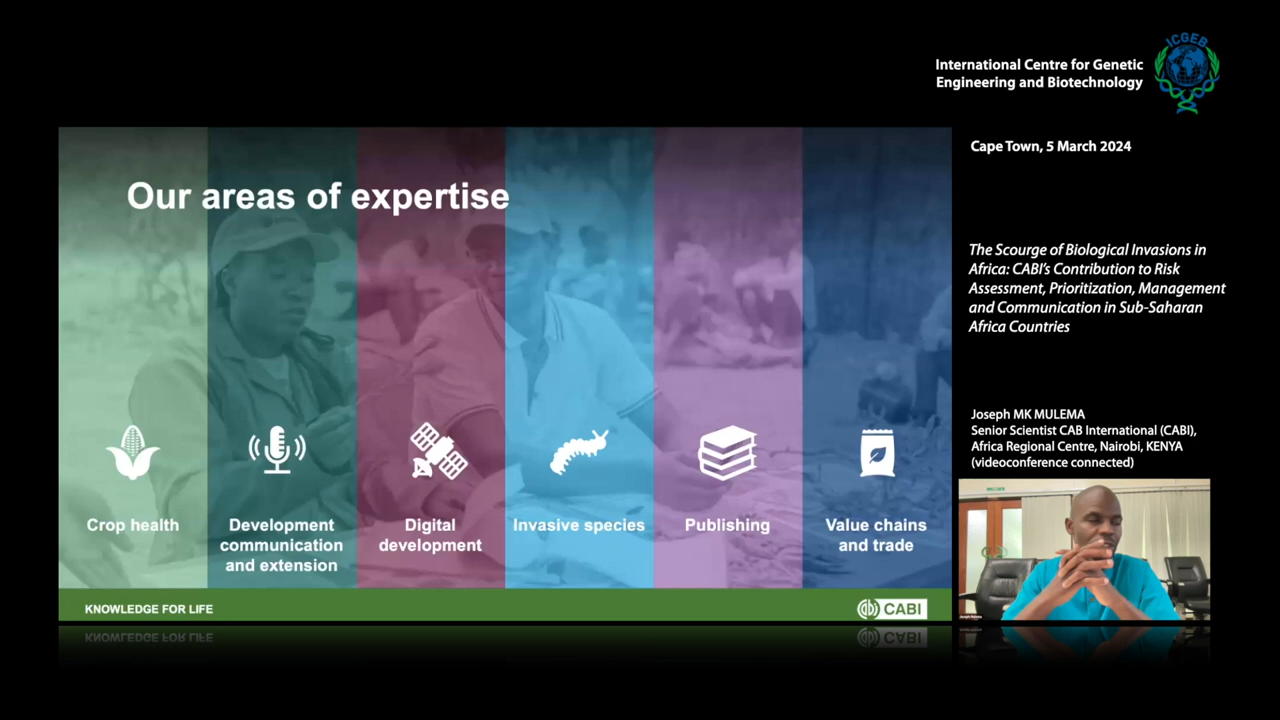 ICGEB
International Centre for Genetic
Engineering and Biotechnology
Cape Town, 5 March 2024
Our areas of expertise
The Scourge of Biological Invasions in
Africa: CABI's Contribution to Risk
Assessment, Prioritization, Management
and Communication in Sub-Saharan
Africa Countries
Crop health
Development
communication
and extension
Digital
development
Invasive species
Publishing
Value chains
and trade
Joseph MK MULEMA
Senior Scientist CAB International (CABI),
Africa Regional Centre, Nairobi, KENYA
(videoconference connected)
KNOWLEDGE FOR LIFE
CABI
Joseph Mulema